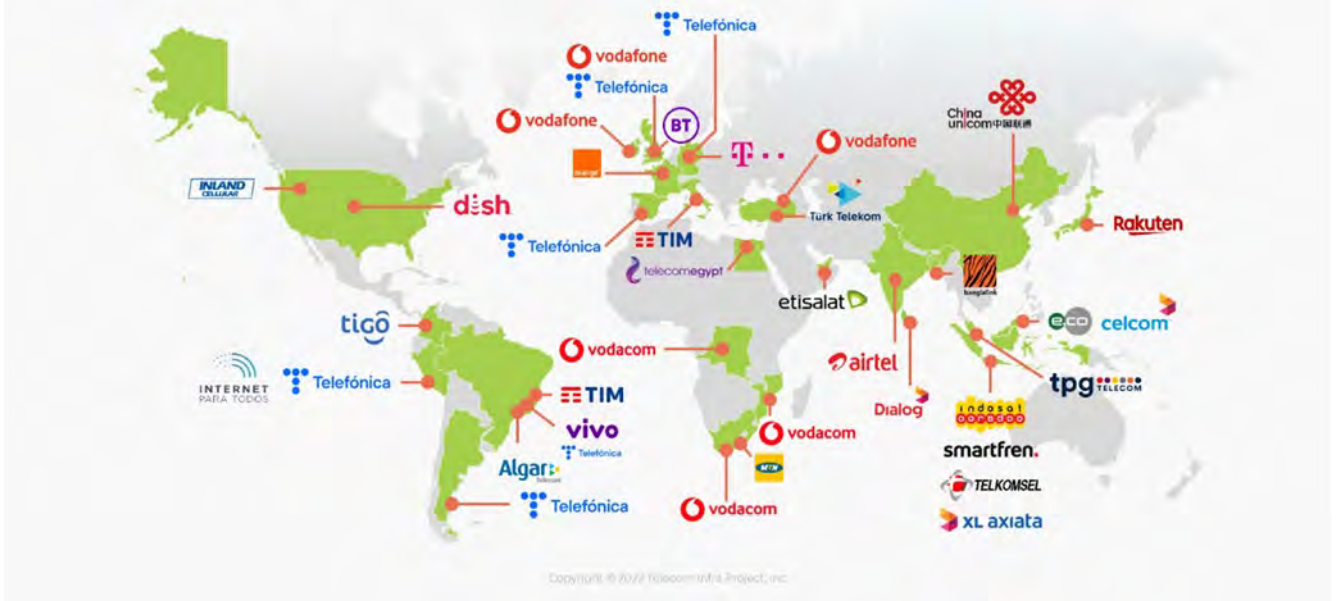 Telefónica
vodafone
Telefónica
vodafone
BT
orange
T
vodafone
China
unicom中国联通
INLAND
CELLULAR
dish
Türk Telekom
Rakuten
Telefónica
TIM
telecomegypt
etisalat
banglalink
tigo
e.co
celcom
INTERNET
PARA TODOS
Telefónica
vodacom
airtel
tpg TELECOM
TIM
Dialog
indosat
ooredoo
vivo
Telefónica
vodacom
smartfren.
Algar
Telecom
MTN
TELKOMSEL
Telefónica
vodacom
XL axiata
Copyright © 2022 Telecom Infra Project, Inc.